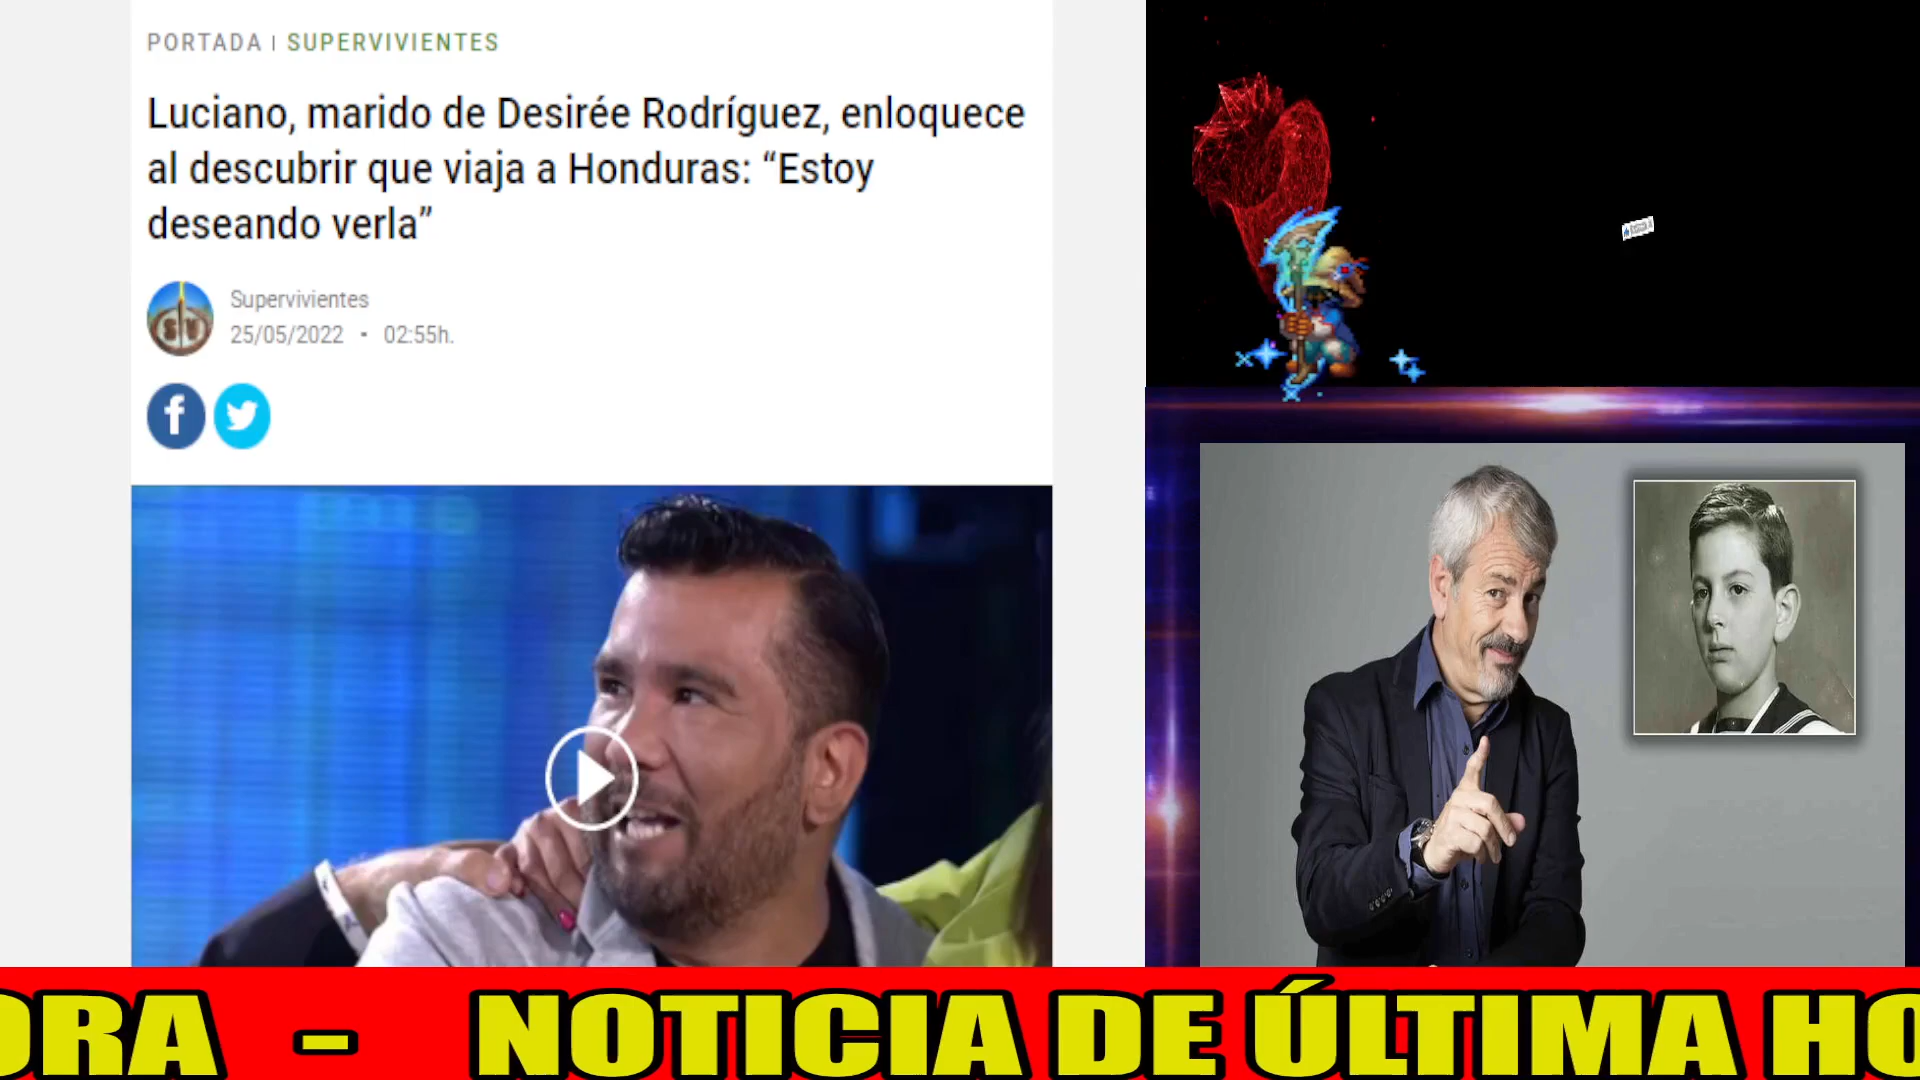 PORTADA | SUPERVIVIENTES
Luciano, marido de Desirée Rodríguez, enloquece
al descubrir que viaja a Honduras: “Estoy
deseando verla”
Supervivientes
25/05/2022 - 02:55h.
SV
f
ORA - NOTICIA DE ÚLTIMA HO